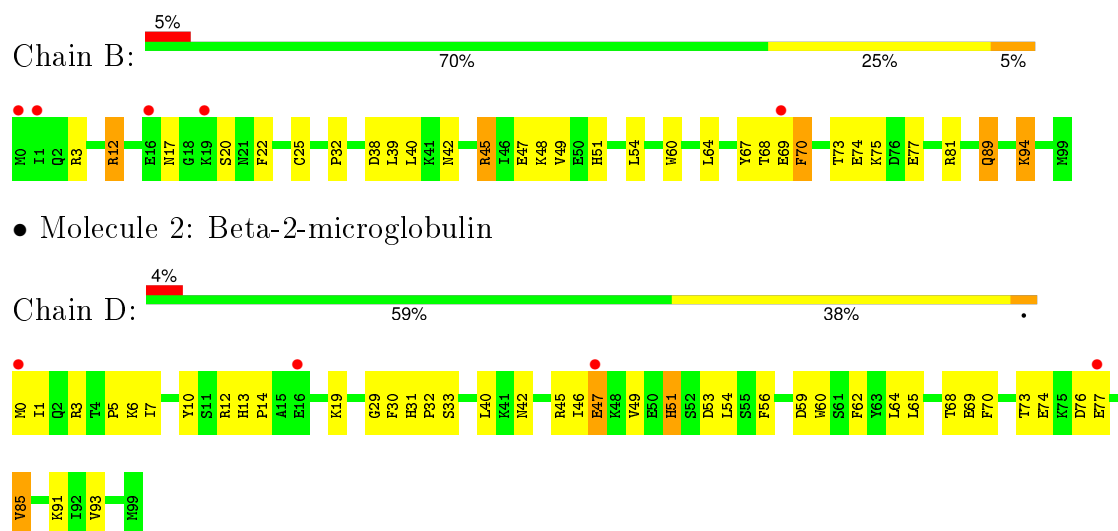 5%
Chain B:
70% 25% 5%
M0 I1 Q2 R3 R12 E16 N17 G18 K19 S20 N21 F22 C25 P32 D38 L39 L40 K41 N42 R45 I46 E47 K48 V49 E50 H51 L54 W60 L64 Y67 T68 E69 F70 T73 E74 K75 D76 E77 R81 Q89 K94 M99
• Molecule 2: Beta-2-microglobulin
4%
Chain D:
59% 38% •
M0 I1 Q2 R3 T4 P5 K6 I7 Y10 S11 R12 H13 P14 A15 E16 K19 G29 F30 H31 P32 S33 L40 K41 N42 R45 I46 E47 K48 V49 E50 H51 S52 D53 L54 S55 F56 D59 W60 S61 F62 Y63 L64 L65 T68 E69 F70 T73 E74 K75 D76 E77
V85 K91 I92 V93 M99